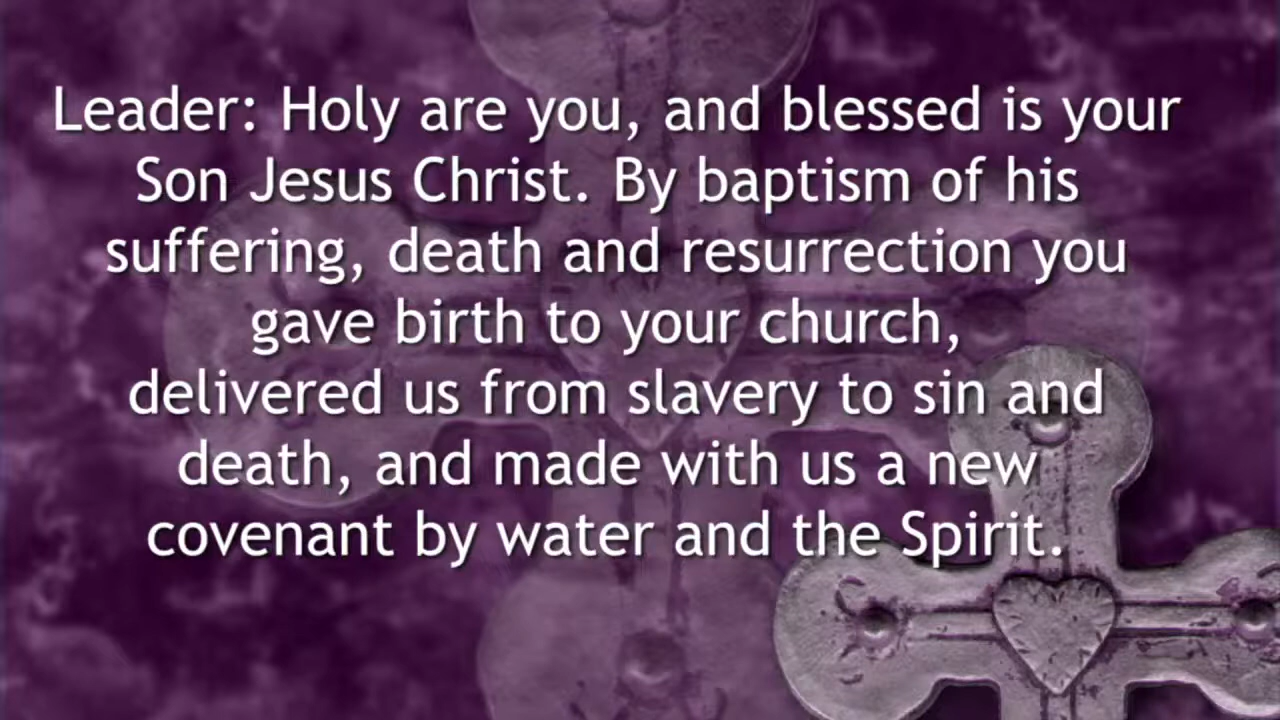 Leader: Holy are you, and blessed is your
Son Jesus Christ. By baptism of his
suffering, death and resurrection you
gave birth to your church,
delivered us from slavery to sin and
death, and made with us a new
covenant by water and the Spirit.